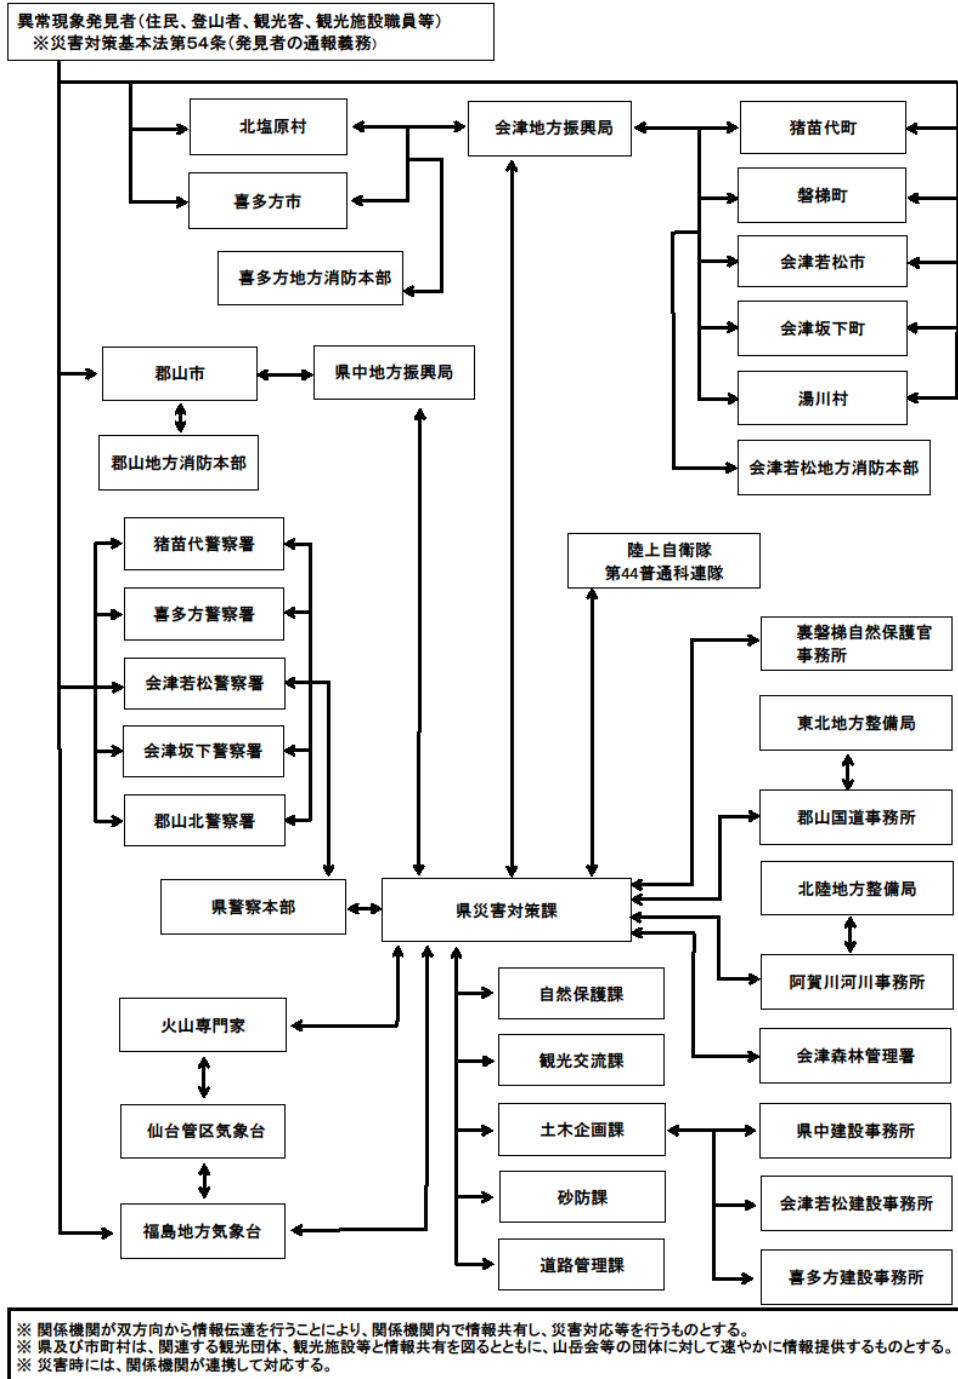 異常現象発見者(住民、登山者、観光客、観光施設職員等)
※災害対策基本法第54条(発見者の通報義務)
北塩原村
会津地方振興局
猪苗代町
喜多方市
磐梯町
喜多方地方消防本部
会津若松市
会津坂下町
郡山市
県中地方振興局
湯川村
郡山地方消防本部
会津若松地方消防本部
猪苗代警察署
陸上自衛隊
第44普通科連隊
喜多方警察署
裏磐梯自然保護官
事務所
会津若松警察署
東北地方整備局
会津坂下警察署
郡山北警察署
郡山国道事務所
県警察本部
県災害対策課
北陸地方整備局
自然保護課
阿賀川河川事務所
火山専門家
観光交流課
会津森林管理署
仙台管区気象台
土木企画課
県中建設事務所
砂防課
会津若松建設事務所
福島地方気象台
道路管理課
喜多方建設事務所
※ 関係機関が双方向から情報伝達を行うことにより、関係機関内で情報共有し、災害対応等を行うものとする。
※ 県及び市町村は、関連する観光団体、観光施設等と情報共有を図るとともに、山岳会等の団体に対して速やかに情報提供するものとする。
※ 災害時には、関係機関が連携して対応する。